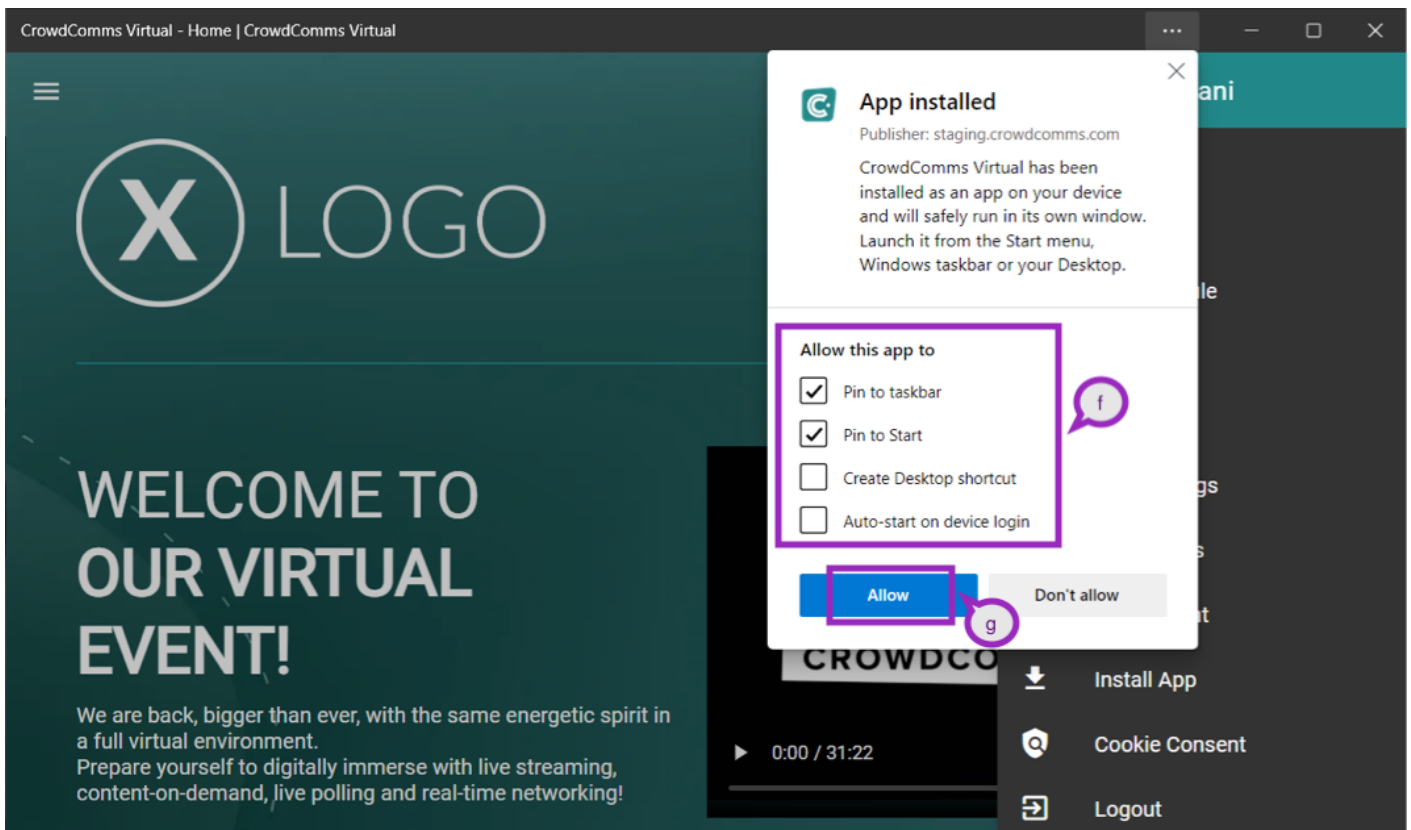 CrowdComms Virtual - Home | CrowdComms Virtual
X LOGO
WELCOME TO
OUR VIRTUAL
EVENT!
We are back, bigger than ever, with the same energetic spirit in
a full virtual environment.
Prepare yourself to digitally immerse with live streaming,
content-on-demand, live polling and real-time networking!
App installed
Publisher: staging.crowdcomms.com
CrowdComms Virtual has been
installed as an app on your device
and will safely run in its own window.
Launch it from the Start menu,
Windows taskbar or your Desktop.
Allow this app to
Pin to taskbar
Pin to Start
Create Desktop shortcut
Auto-start on device login
f
Allow
Don't allow
g
CROWDCO
0:00 / 31:22
ani
ile
gs
s
nt
Install App
Cookie Consent
Logout